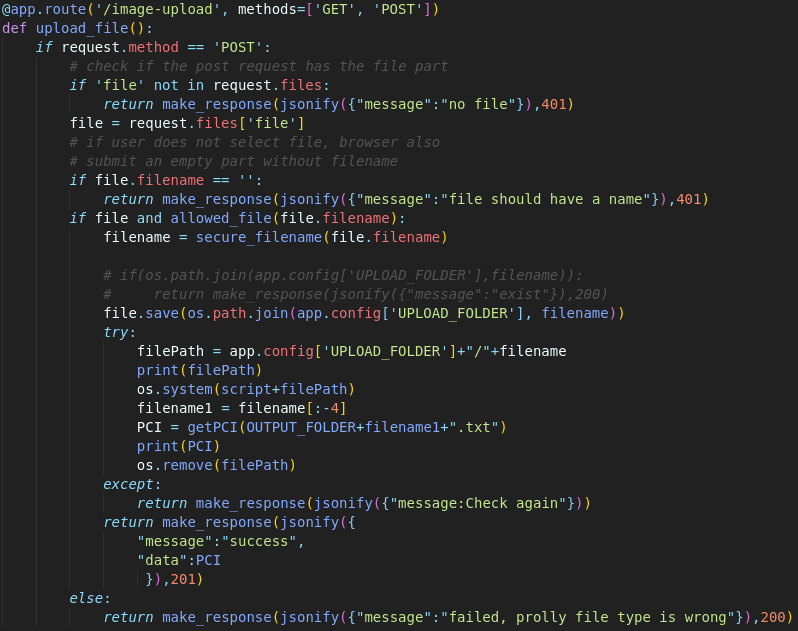 @app.route('/image-upload', methods=['GET', 'POST'])
def upload_file():
    if request.method == 'POST':
        # check if the post request has the file part
        if 'file' not in request.files:
            return make_response(jsonify({"message":"no file"}),401)
        file = request.files['file']
        # if user does not select file, browser also
        # submit an empty part without filename
        if file.filename == '':
            return make_response(jsonify({"message":"file should have a name"}),401)
        if file and allowed_file(file.filename):
            filename = secure_filename(file.filename)

            # if(os.path.join(app.config['UPLOAD_FOLDER'],filename)):
            #     return make_response(jsonify({"message":"exist"}),200)
            file.save(os.path.join(app.config['UPLOAD_FOLDER'], filename))
            try:
                filePath = app.config['UPLOAD_FOLDER']+"/"+filename
                print(filePath)
                os.system(script+filePath)
                filename1 = filename[:-4]
                PCI = getPCI(OUTPUT_FOLDER+filename1+".txt")
                print(PCI)
                os.remove(filePath)
            except:
                return make_response(jsonify({"message:Check again"}))
            return make_response(jsonify({
                "message":"success",
                "data":PCI
                 }),201)
        else:
            return make_response(jsonify({"message":"failed, prolly file type is wrong"}),200)